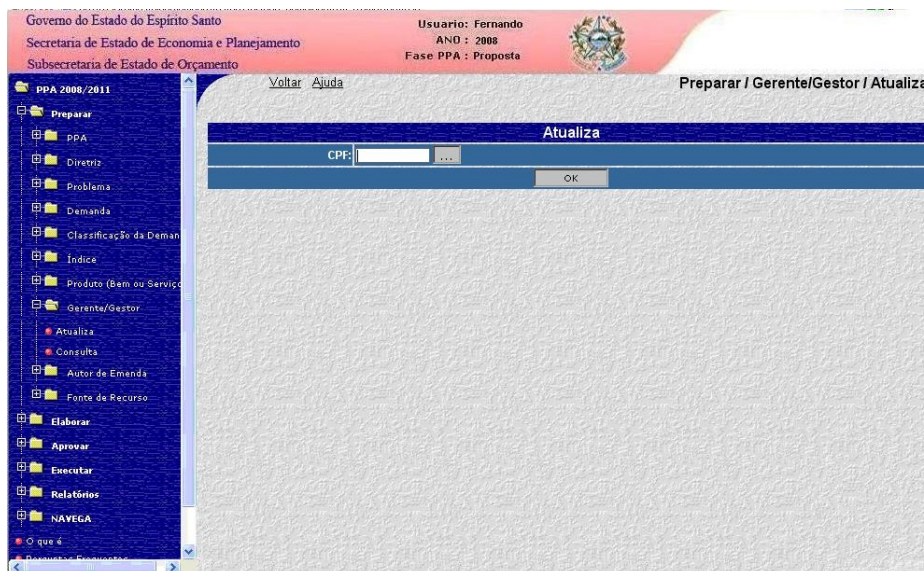 Governo do Estado do Espírito Santo
Secretaria de Estado de Economia e Planejamento
Subsecretaria de Estado de Orçamento
Usuario: Fernando
ANO : 2008
Fase PPA : Proposta
PPA 2008/2011
Preparar
PPA
Diretriz
Problema
Demanda
Classificação da Deman
Índice
Produto (Bem ou Serviço
Gerente/Gestor
Atualiza
Consulta
Autor de Emenda
Fonte de Recurso
Elaborar
Aprovar
Executar
Relatórios
NAVEGA
O que é
Perguntas Frequentes
Voltar Ajuda
Preparar / Gerente/Gestor / Atualiza
Atualiza
CPF: ...
OK